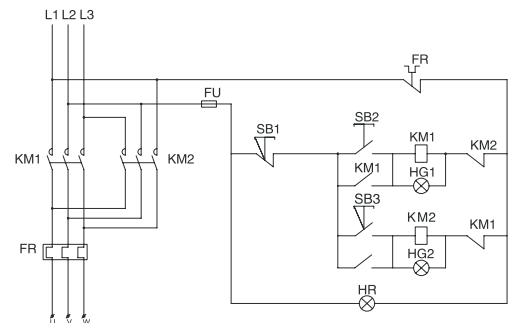 L1 L2 L3
FR
FU
SB1
SB2
KM1
KM2
KM1
KM2
KM1
HG1
SB3
KM2
KM1
FR
HG2
HR
U V W